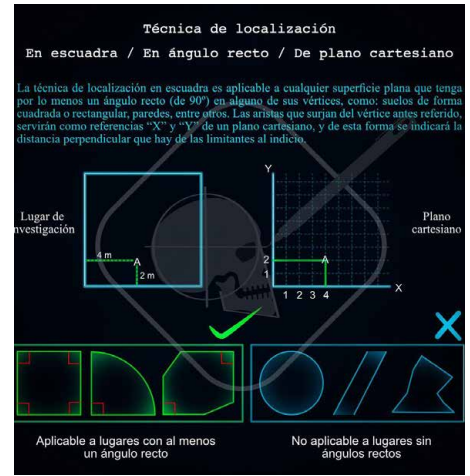 Técnica de localización
En escuadra / En ángulo recto / De plano cartesiano
La técnica de localización en escuadra es aplicable a cualquier superficie plana que tenga
por lo menos un ángulo recto (de 90º) en alguno de sus vértices, como: suelos de forma
cuadrada o rectangular, paredes, entre otros. Las aristas que surjan del vértice antes referido,
servirán como referencias “X” y “Y” de un plano cartesiano, y de esta forma se indicará la
distancia perpendicular que hay de las limitantes al indicio.
Lugar de
nvestigación
4 m
A
2 m
Y
2
1
A
1 2 3 4
X
Plano
cartesiano
Aplicable a lugares con al menos
un ángulo recto
No aplicable a lugares sin
ángulos rectos